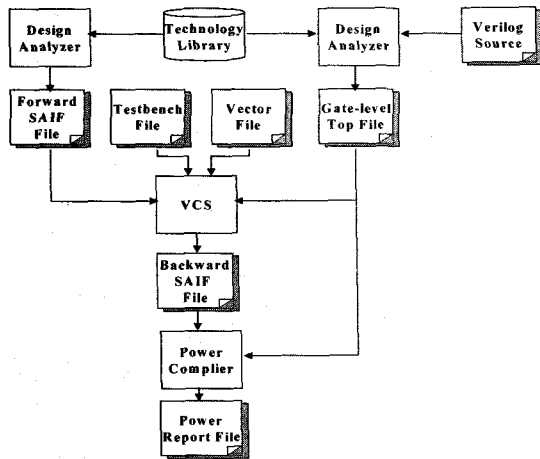 Design
Analyzer
Technology
Library
Design
Analyzer
Verilog
Source
Forward
SAIF
File
Testbench
File
Vector
File
Gate-level
Top File
VCS
Backward
SAIF
File
Power
Complier
Power
Report File